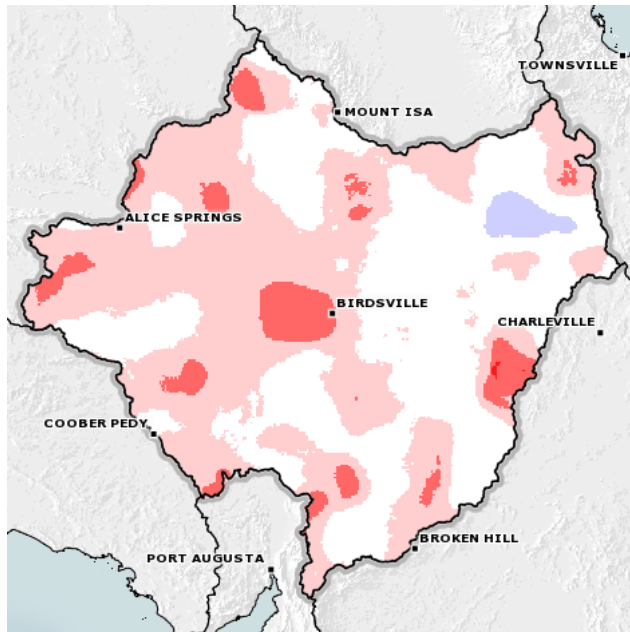 TOWNSVILLE
MOUNT ISA
ALICE SPRINGS
BIRDSVILLE
CHARLEVILLE
COOBER PEDY
BROKEN HILL
PORT AUGUSTA